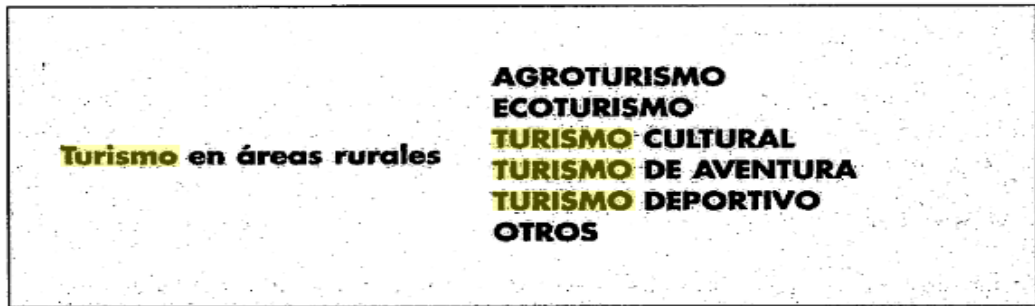 Turismo en áreas rurales
AGROTURISMO
ECOTURISMO
TURISMO CULTURAL
TURISMO DE AVENTURA
TURISMO DEPORTIVO
OTROS